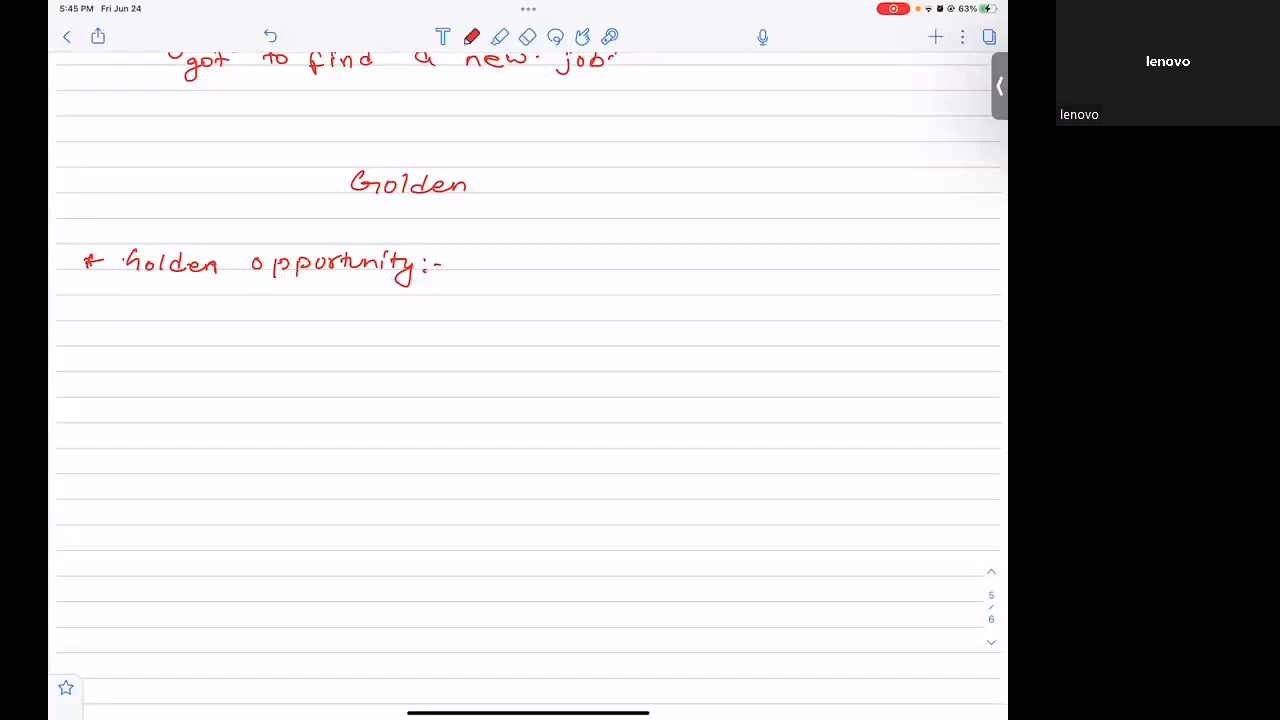 5:45 PM Fri Jun 24
63%
lenovo
got to find a new job.
Golden
lenovo
* Golden opportunity:-
5
6